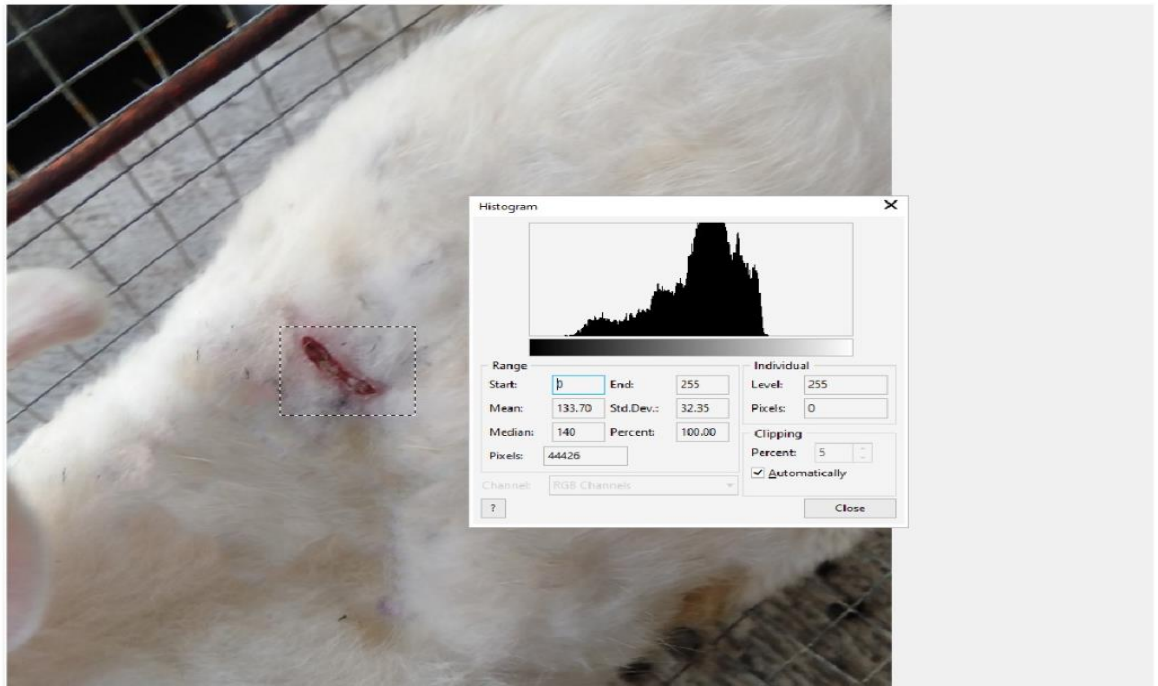 Histogram
Range
Start: 0 End: 255
Mean: 133.70 Std.Dev.: 32.35
Median: 140 Percent: 100.00
Pixels: 44426
Individual
Level: 255
Pixels: 0
Clipping
Percent: 5
Automatically
Channel: RGB Channels
?
Close